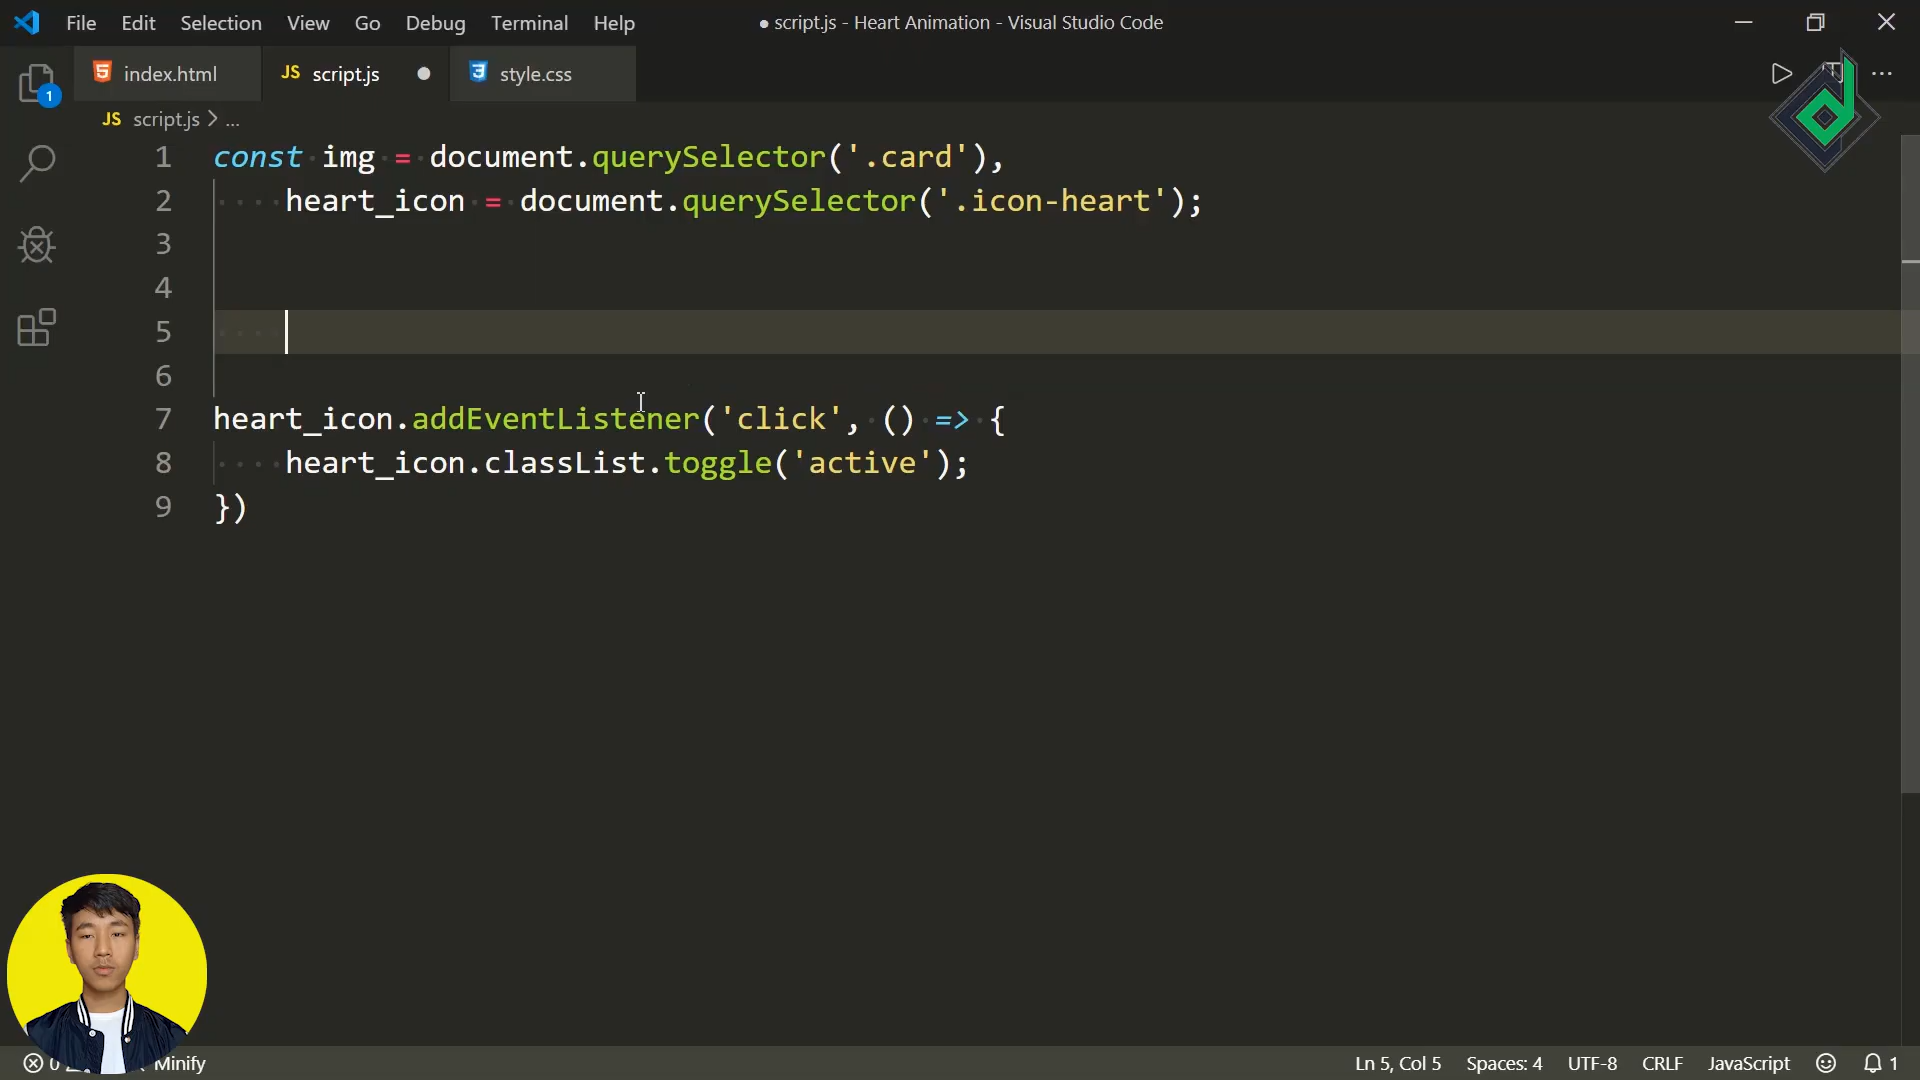 File Edit Selection View Go Debug Terminal Help
● script.js - Heart Animation - Visual Studio Code
index.html
JS script.js ●
style.css
1
JS script.js > ...
1 const img = document.querySelector('.card'),
2 heart_icon = document.querySelector('.icon-heart');
3
4
5
6
7 heart_icon.addEventListener('click', () => {
8 heart_icon.classList.toggle('active');
9 })
0 Minify
Ln 5, Col 5 Spaces: 4 UTF-8 CRLF JavaScript 1